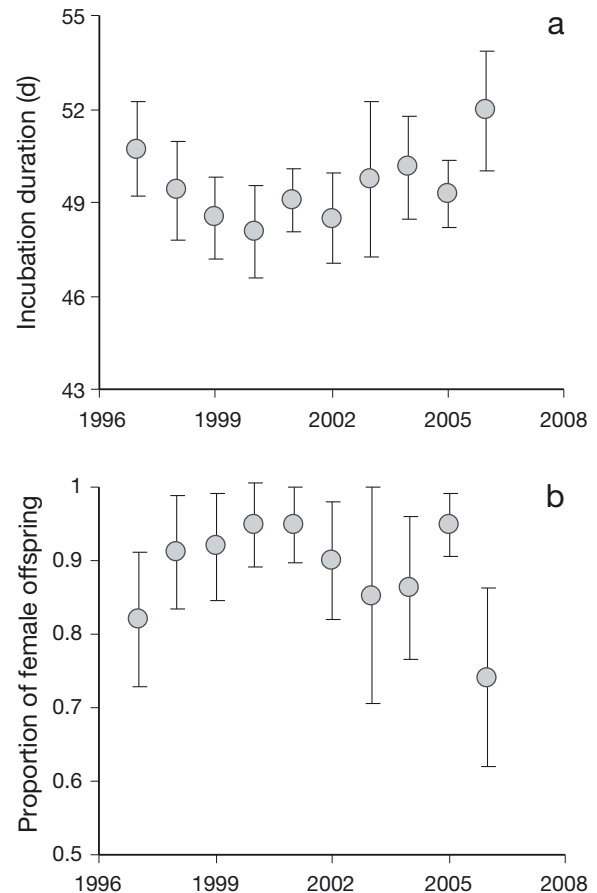 a
Incubation duration (d)
55
52
49
46
43
1996 1999 2002 2005 2008
b
Proportion of female offspring
1
0.9
0.8
0.7
0.6
0.5
1996 1999 2002 2005 2008